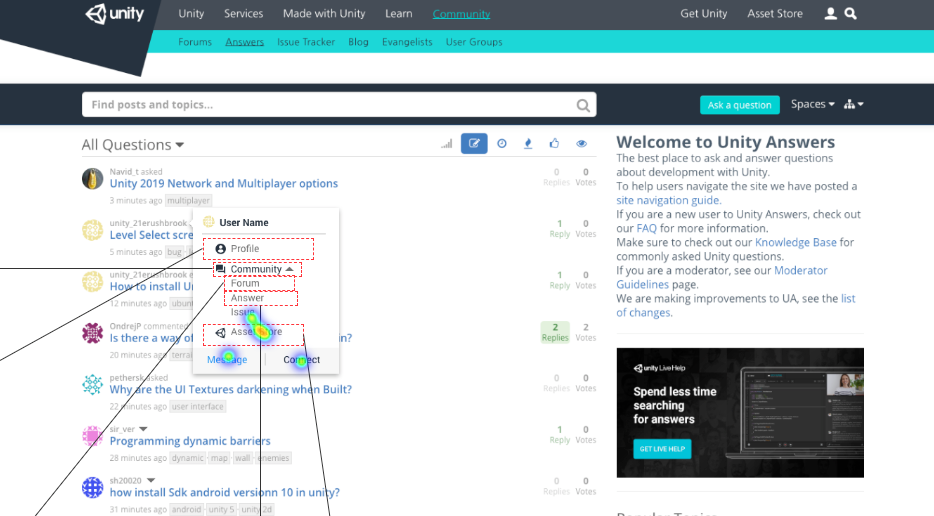 unity
Unity Services Made with Unity Learn Community Get Unity Asset Store
Forums Answers Issue Tracker Blog Evangelists User Groups
Find posts and topics...
Ask a question Spaces
All Questions
Navid_t asked
Unity 2019 Network and Multiplayer options
3 minutes ago multiplayer
0 Replies 0 Votes
unity_21erushbrook
Level Select scre
5 minutes ago bug
1 Reply 0 Votes
unity_21erushbrook
How to install Un
12 minutes ago ubunt
1 Reply 0 Votes
OndrejP commented
Is there a way of in?
20 minutes ago terrai
2 Replies 2 Votes
pethersk asked
Why are the UI Textures darkening when Built?
22 minutes ago user interface
0 Replies 0 Votes
sir_ver
Programming dynamic barriers
28 minutes ago dynamic map wall enemies
1 Reply 0 Votes
sh20020
how install Sdk android versionn 10 in unity?
31 minutes ago android unity 5 unity 2d
0 Replies 0 Votes
User Name
Profile
Community
Forum
Answer
Issue
Asset Store
Message Connect
Welcome to Unity Answers
The best place to ask and answer questions
about development with Unity.
To help users navigate the site we have posted a
site navigation guide.
If you are a new user to Unity Answers, check out
our FAQ for more information.
Make sure to check out our Knowledge Base for
commonly asked Unity questions.
If you are a moderator, see our Moderator
Guidelines page.
We are making improvements to UA, see the list
of changes.
unity Live Help
Spend less time
searching
for answers
GET LIVE HELP
Popular Topics